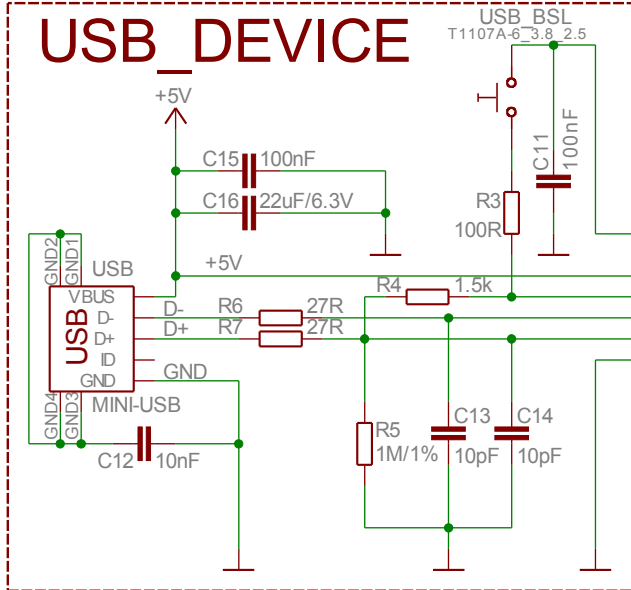 USB_DEVICE
USB_BSL
T1107A-6_3.8_2.5
+5V
C15
100nF
C16
22uF/6.3V
C11
100nF
R3
100R
GND2
GND1
USB
+5V
R4
1.5k
VBUS
D-
D+
ID
GND
USB
D-
R6
27R
D+
R7
27R
GND
MINI-USB
GND4
GND3
C12
10nF
R5
1M/1%
C13
10pF
C14
10pF